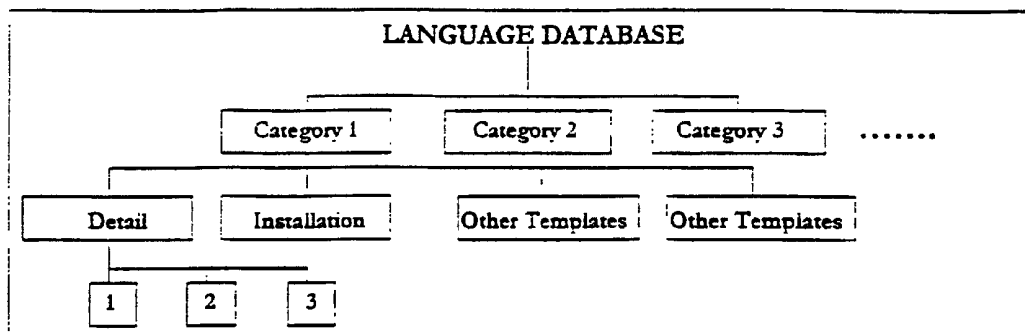 LANGUAGE DATABASE
Category 1 Category 2 Category 3 .......
Detail Installation Other Templates Other Templates
1 2 3